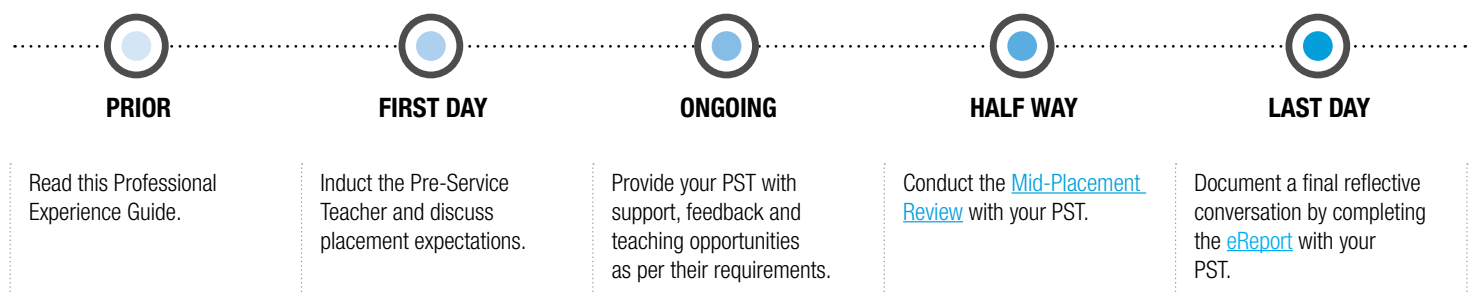 PRIOR
Read this Professional
Experience Guide.
FIRST DAY
Induct the Pre-Service
Teacher and discuss
placement expectations.
ONGOING
Provide your PST with
support, feedback and
teaching opportunities
as per their requirements.
HALF WAY
Conduct the Mid-Placement
Review with your PST.
LAST DAY
Document a final reflective
conversation by completing
the eReport with your
PST.